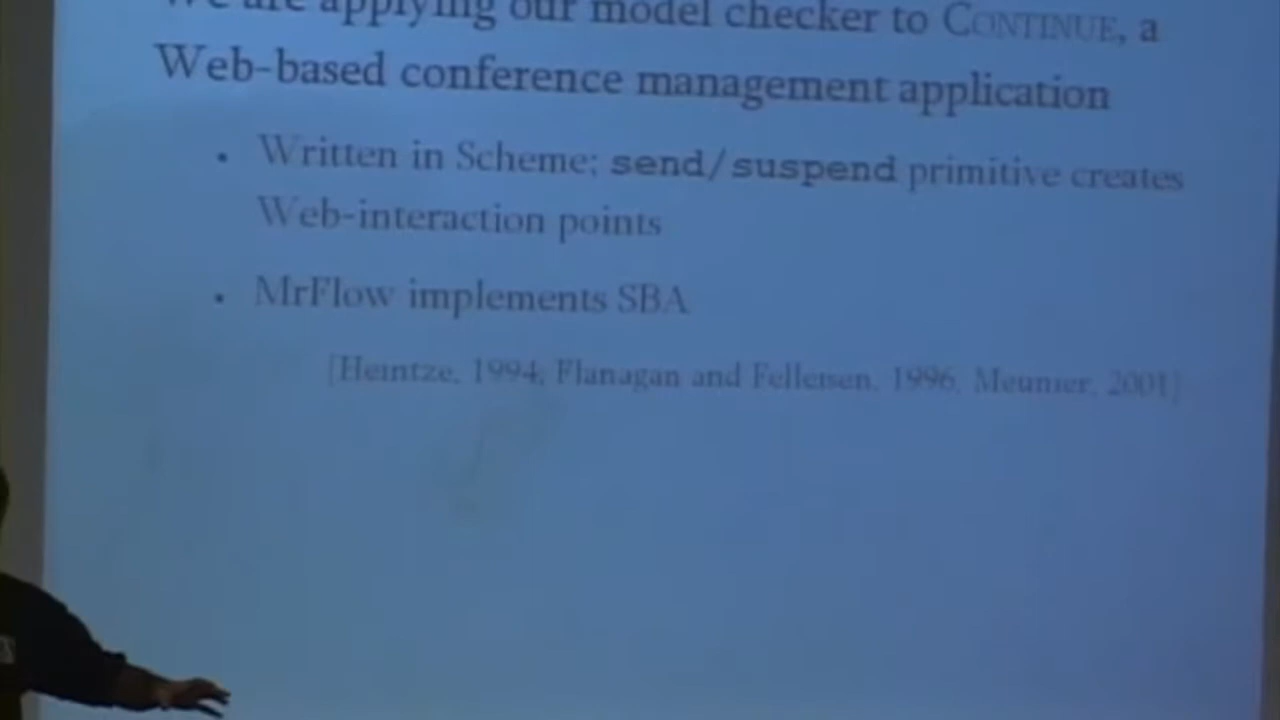 We are applying our model checker to CONTINUE, a
Web-based conference management application
• Written in Scheme; send/suspend primitive creates
Web-interaction points
• MrFlow implements SBA
[Heintze, 1994; Flanagan and Felleisen, 1996, Meunier, 2001]